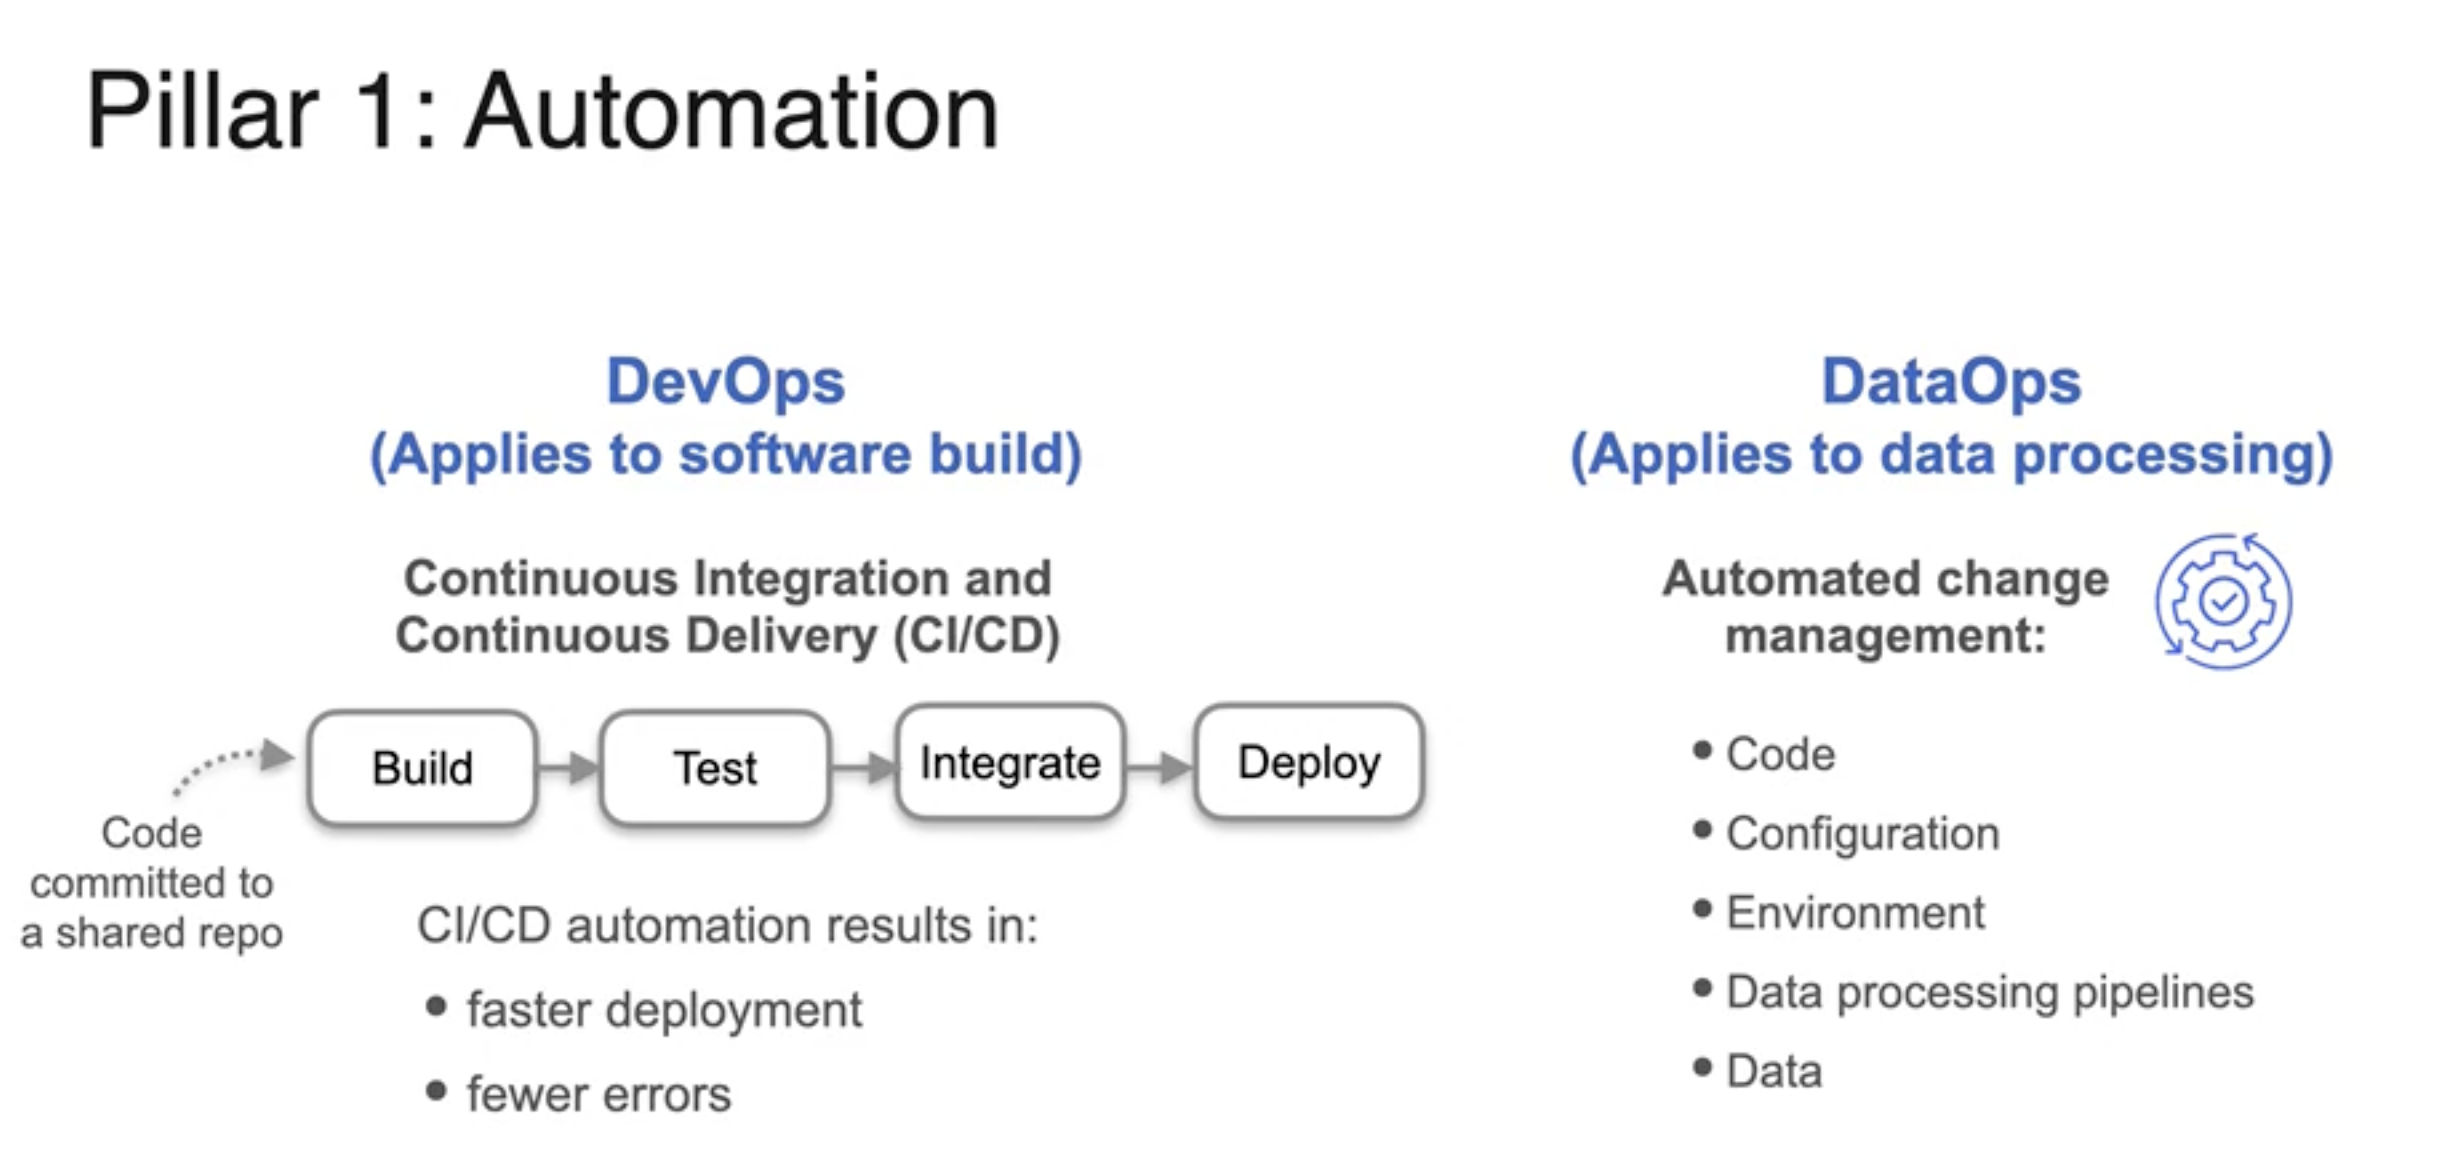 Pillar 1: Automation
DevOps
(Applies to software build)
Continuous Integration and
Continuous Delivery (CI/CD)
Code
committed to
a shared repo
Build
Test
Integrate
Deploy
CI/CD automation results in:
• faster deployment
• fewer errors
DataOps
(Applies to data processing)
Automated change
management:
• Code
• Configuration
• Environment
• Data processing pipelines
• Data